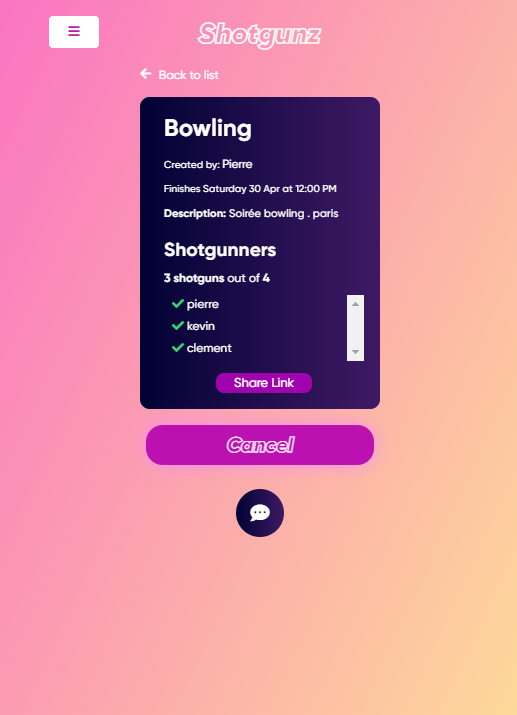 Shotgunz
Back to list
Bowling
Created by: Pierre
Finishes Saturday 30 Apr at 12:00 PM
Description: Soirée bowling . paris
Shotgunners
3 shotguns out of 4
pierre
kevin
clement
Share Link
Cancel